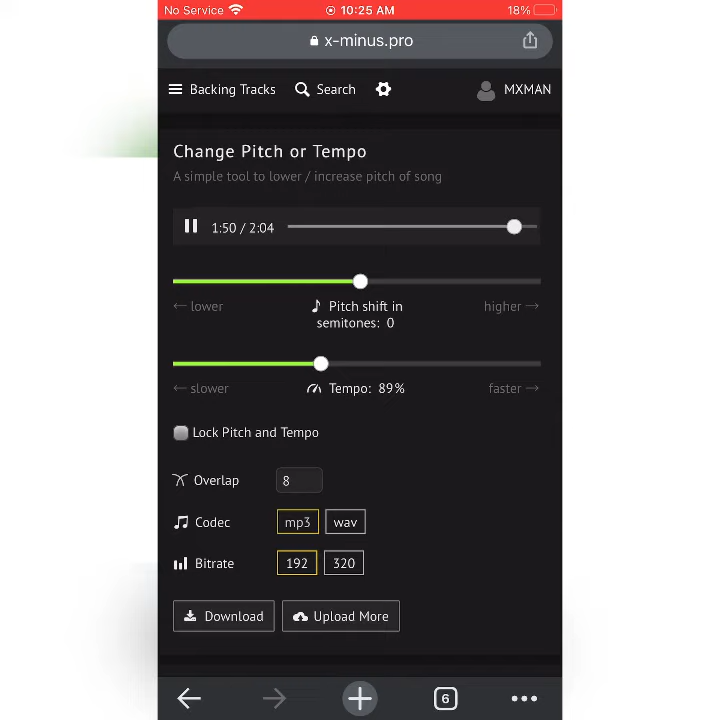 No Service 10:25 AM 18%
x-minus.pro
Backing Tracks Search MXMAN
Change Pitch or Tempo
A simple tool to lower / increase pitch of song
1:50 / 2:04
← lower Pitch shift in semitones: 0 higher →
← slower Tempo: 89% faster →
Lock Pitch and Tempo
Overlap 8
Codec mp3 wav
Bitrate 192 320
Download Upload More
6